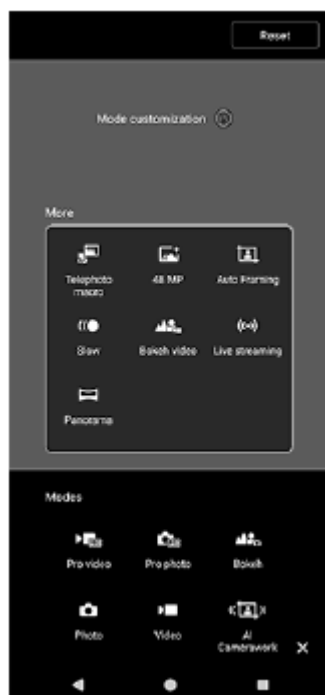 Reset
Mode customization
More
Telephoto macro
48 MP
Auto Framing
Slow
Bokeh video
Live streaming
Panorama
Modes
Pro video
Pro photo
Bokeh
Photo
Video
AI Camerawork